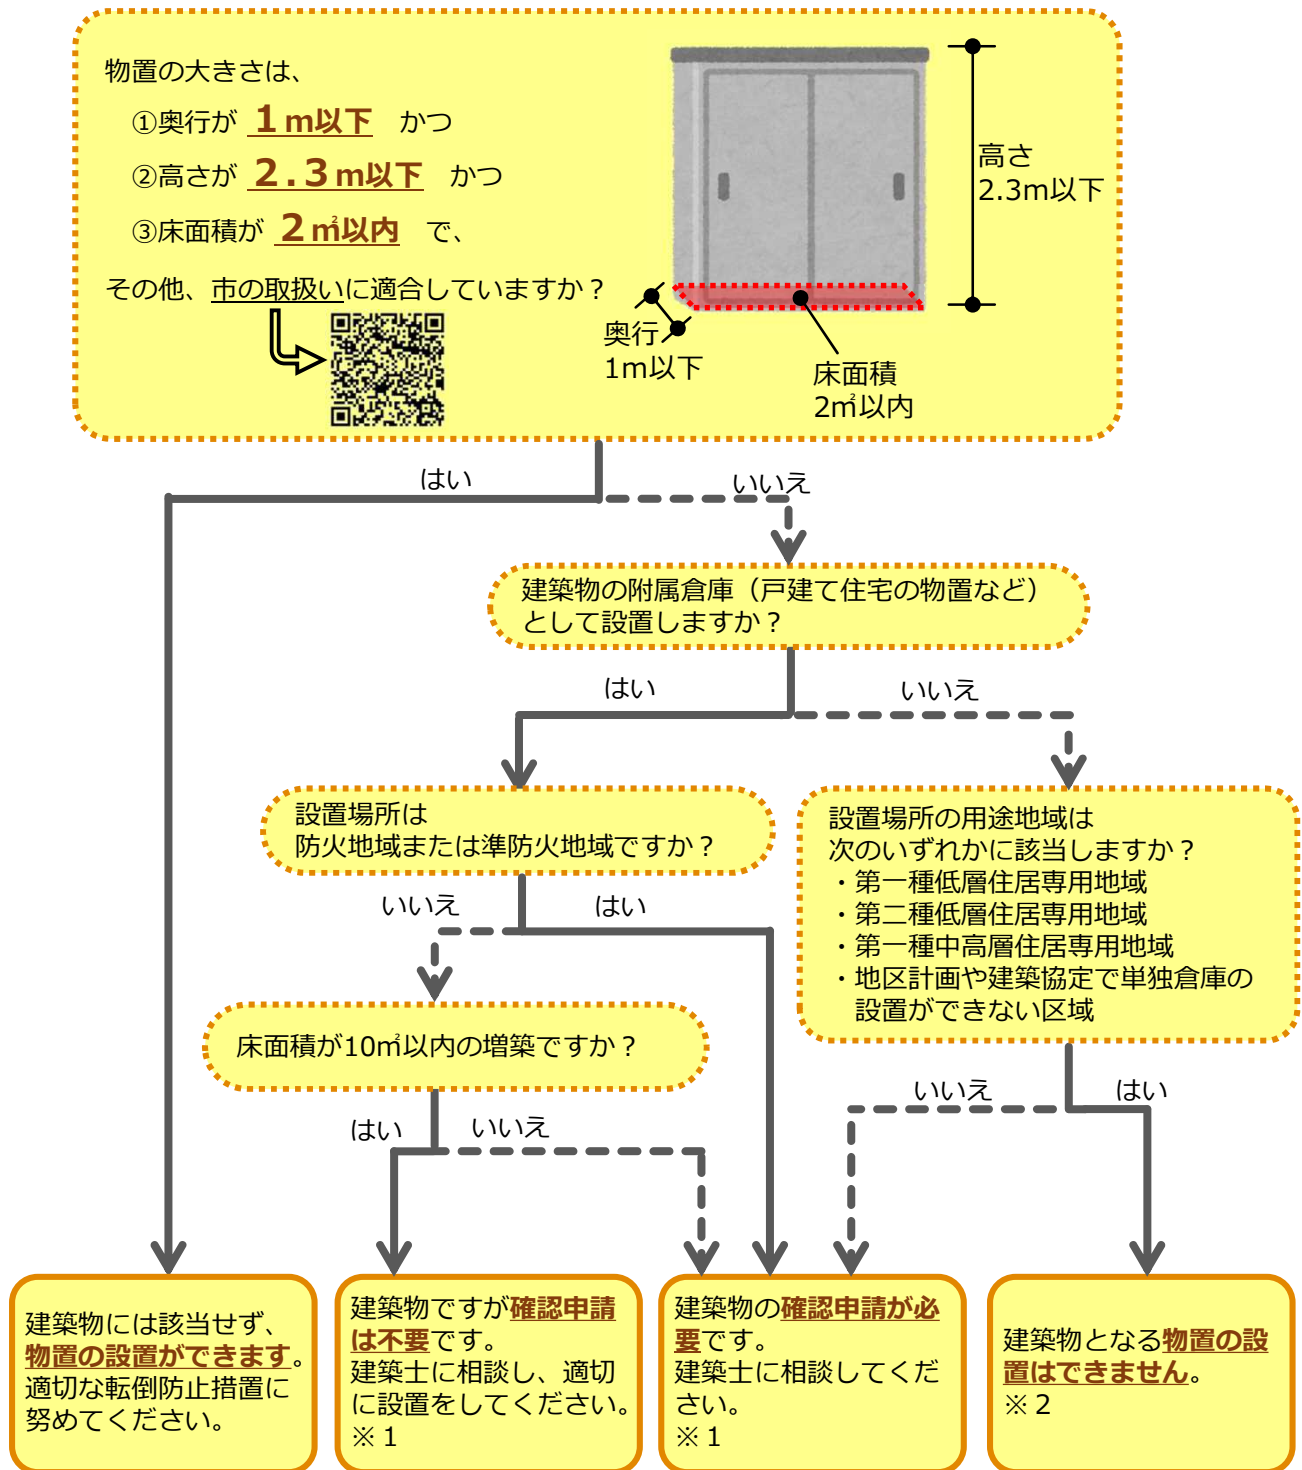 物置の大きさは、
①奥行が １ｍ以下 かつ
②高さが ２.３ｍ以下 かつ
③床面積が ２㎡以内 で、
その他、市の取扱いに適合していますか？
高さ
2.3m以下
奥行
1m以下
床面積
2㎡以内
はい
いいえ
建築物の附属倉庫（戸建て住宅の物置など）
として設置しますか？
はい
いいえ
設置場所は
防火地域または準防火地域ですか？
設置場所の用途地域は
次のいずれかに該当しますか？
・第一種低層住居専用地域
・第二種低層住居専用地域
・第一種中高層住居専用地域
・地区計画や建築協定で単独倉庫の
設置ができない区域
いいえ
はい
床面積が10㎡以内の増築ですか？
はい
いいえ
いいえ
はい
建築物には該当せず、
物置の設置ができます。
適切な転倒防止措置に
努めてください。
建築物ですが確認申請
は不要です。
建築士に相談し、適切
に設置をしてください。
※１
建築物の確認申請が必
要です。
建築士に相談してくだ
さい。
※１
建築物となる物置の設
置はできません。
※２